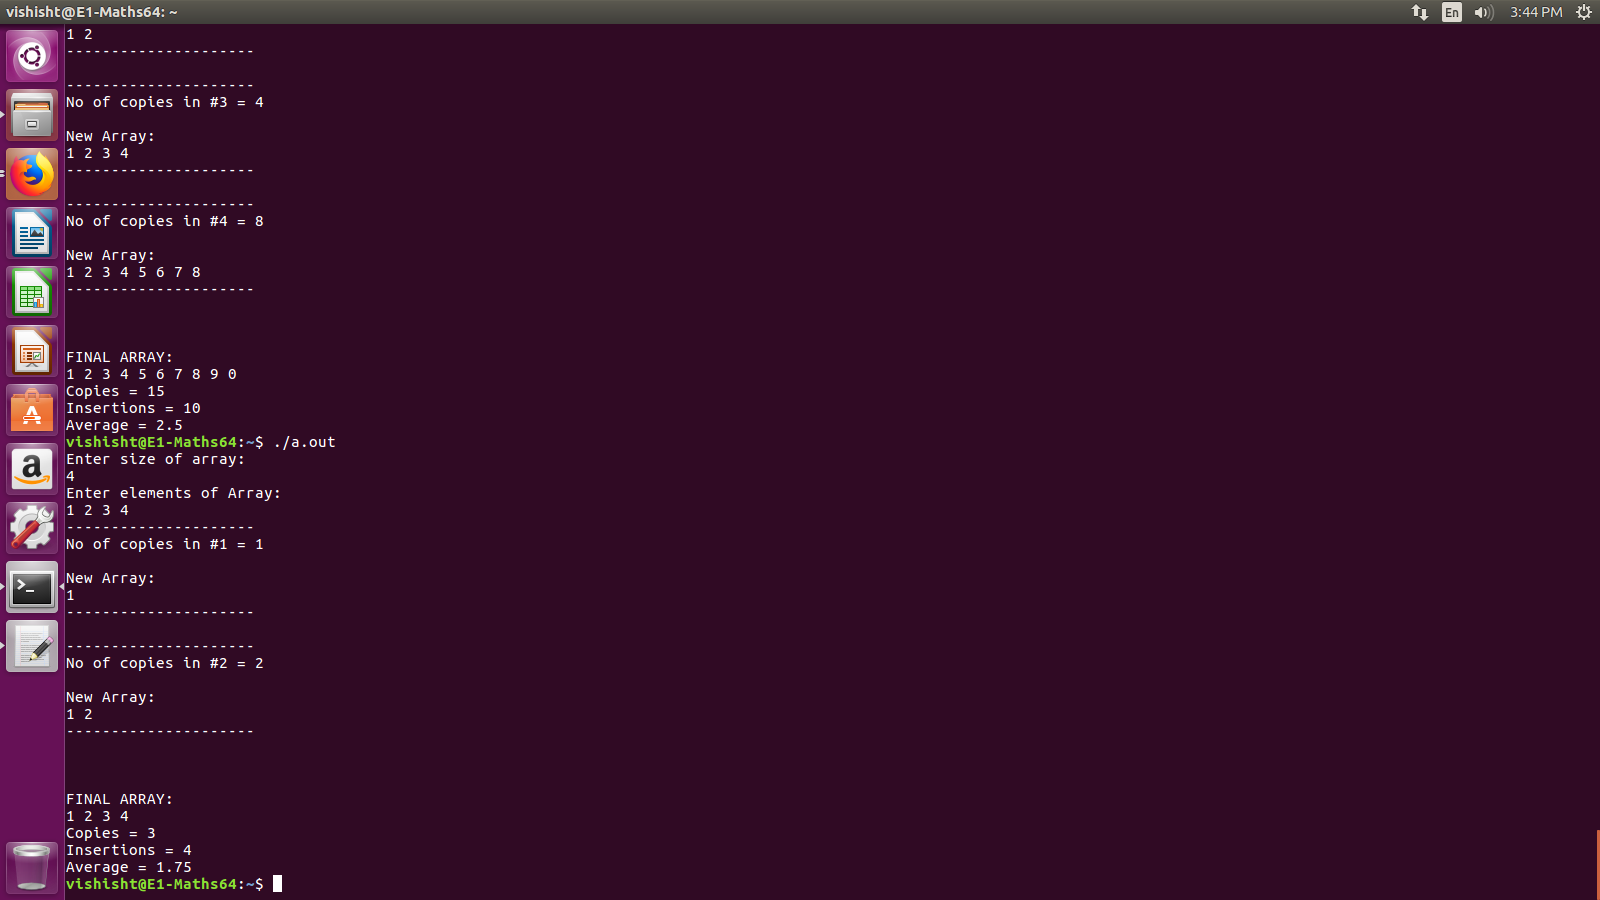 vishisht@E1-Maths64: ~
En
3:44 PM
1 2
---------------------
---------------------
No of copies in #3 = 4
New Array:
1 2 3 4
---------------------
---------------------
No of copies in #4 = 8
New Array:
1 2 3 4 5 6 7 8
---------------------
FINAL ARRAY:
1 2 3 4 5 6 7 8 9 0
Copies = 15
Insertions = 10
Average = 2.5
vishisht@E1-Maths64:~$ ./a.out
Enter size of array:
4
Enter elements of Array:
1 2 3 4
---------------------
No of copies in #1 = 1
New Array:
1
---------------------
---------------------
No of copies in #2 = 2
New Array:
1 2
---------------------
FINAL ARRAY:
1 2 3 4
Copies = 3
Insertions = 4
Average = 1.75
vishisht@E1-Maths64:~$